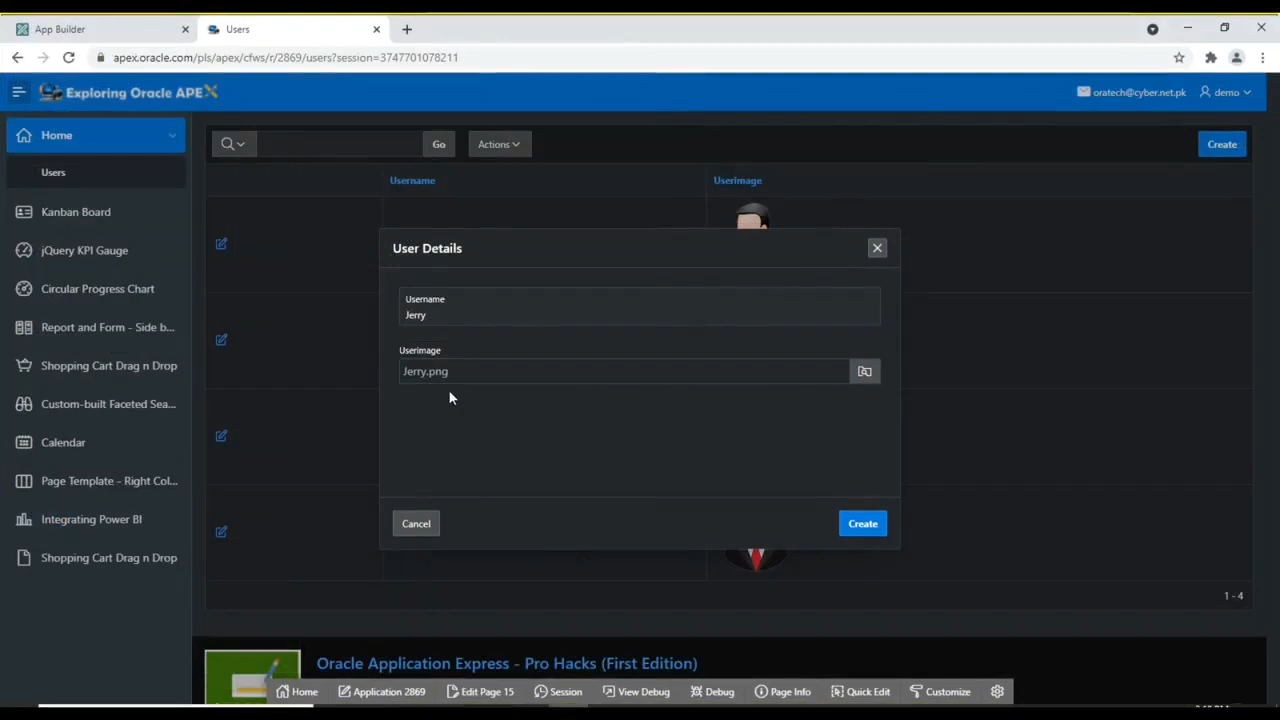 App Builder
Users
apex.oracle.com/pls/apex/cfws/r/2869/users?session=3747701078211
Exploring Oracle APEX
oratech@cyber.net.pk
demo
Home
Users
Kanban Board
jQuery KPI Gauge
Circular Progress Chart
Report and Form - Side b...
Shopping Cart Drag n Drop
Custom-built Faceted Sea...
Calendar
Page Template - Right Col...
Integrating Power BI
Shopping Cart Drag n Drop
Go
Actions
Create
Username
Userimage
User Details
Username
Jerry
Userimage
Jerry.png
Cancel
Create
1 - 4
Oracle Application Express - Pro Hacks (First Edition)
Home
Application 2869
Edit Page 15
Session
View Debug
Debug
Page Info
Quick Edit
Customize